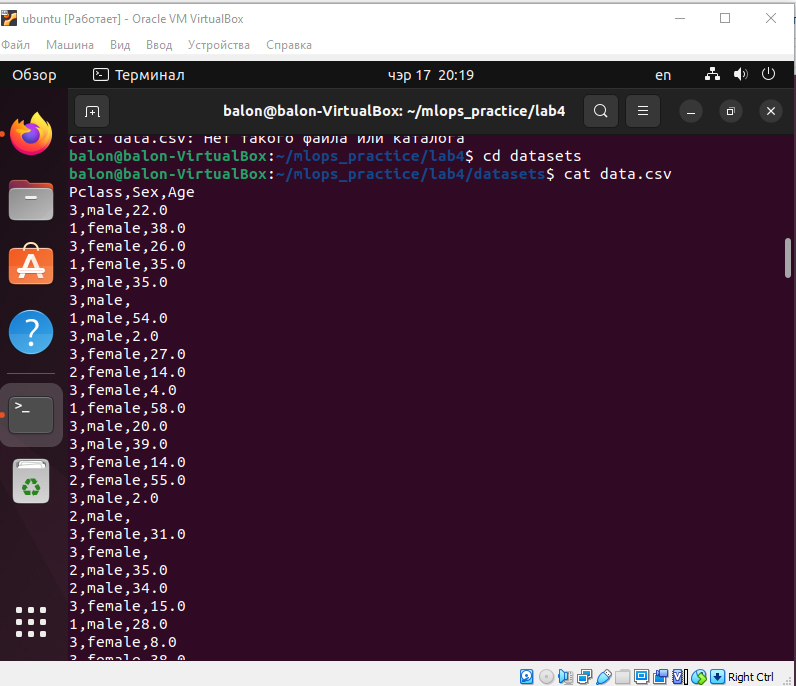 ubuntu [Работает] - Oracle VM VirtualBox
Файл Машина Вид Ввод Устройства Справка
Обзор Терминал чэр 17 20:19 en
balon@balon-VirtualBox: ~/mlops_practice/lab4
cat: data.csv: Нет такого файла или каталога
balon@balon-VirtualBox:~/mlops_practice/lab4$ cd datasets
balon@balon-VirtualBox:~/mlops_practice/lab4/datasets$ cat data.csv
Pclass,Sex,Age
3,male,22.0
1,female,38.0
3,female,26.0
1,female,35.0
3,male,35.0
3,male,
1,male,54.0
3,male,2.0
3,female,27.0
2,female,14.0
3,female,4.0
1,female,58.0
3,male,20.0
3,male,39.0
3,female,14.0
2,female,55.0
3,male,2.0
2,male,
3,female,31.0
3,female,
2,male,35.0
2,male,34.0
3,female,15.0
1,male,28.0
3,female,8.0
3,female,38.0
Right Ctrl